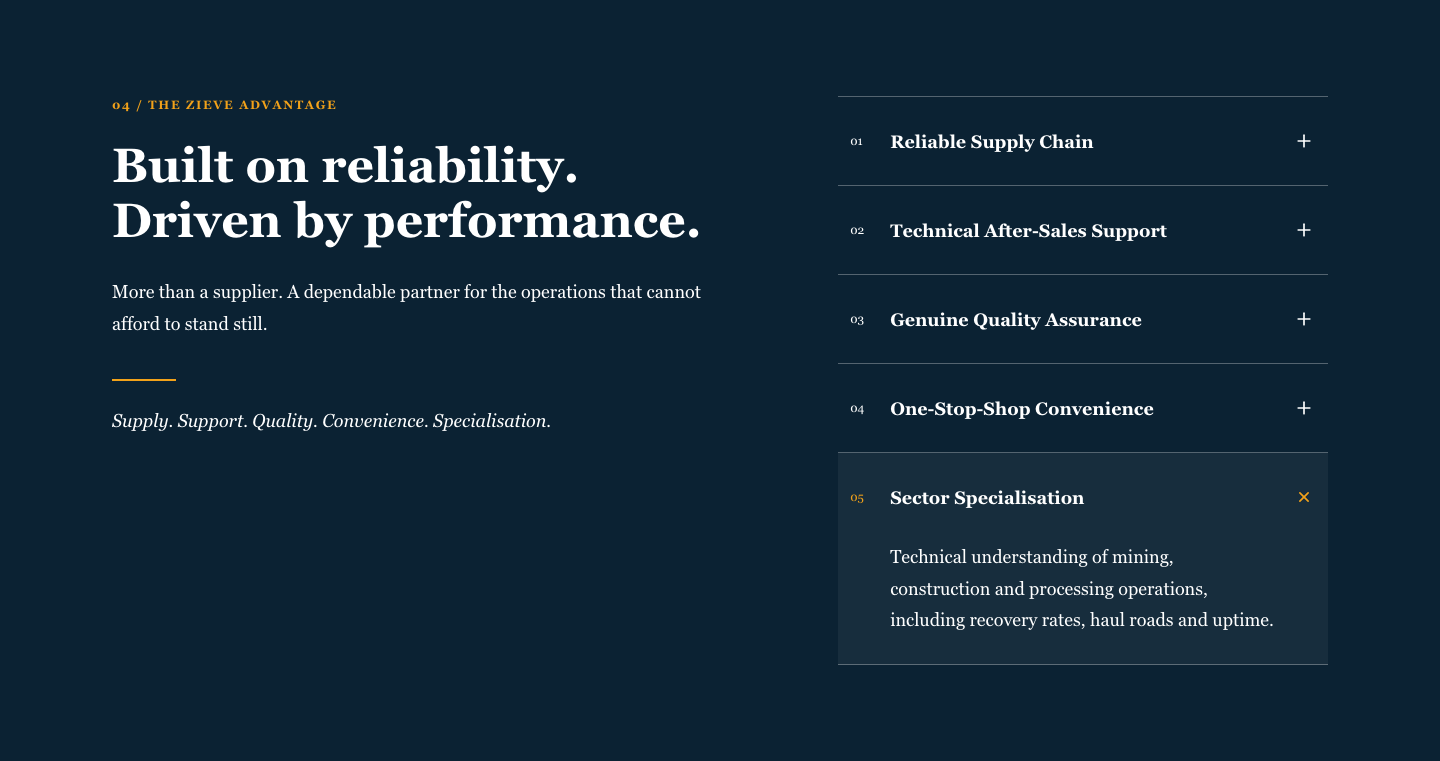 04 / THE ZIEVE ADVANTAGE
Built on reliability.
Driven by performance.
More than a supplier. A dependable partner for the operations that cannot
afford to stand still.
Supply. Support. Quality. Convenience. Specialisation.
01 Reliable Supply Chain +
02 Technical After-Sales Support +
03 Genuine Quality Assurance +
04 One-Stop-Shop Convenience +
05 Sector Specialisation ×
Technical understanding of mining,
construction and processing operations,
including recovery rates, haul roads and uptime.